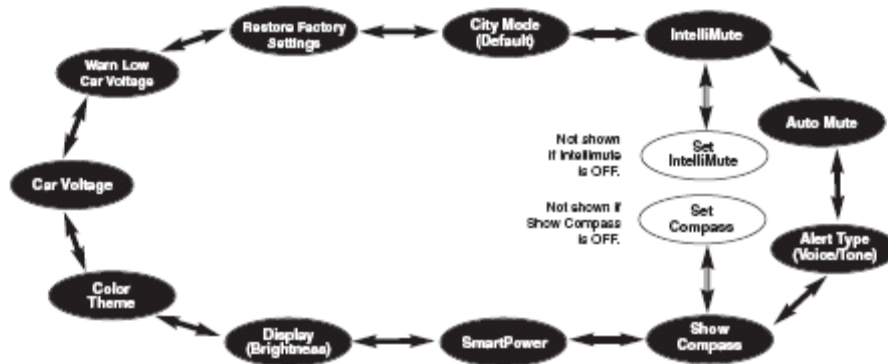 Restore Factory
Settings
City Mode
(Default)
IntelliMute
Warn Low
Car Voltage
Auto Mute
Not shown
if Intellimute
is OFF.
Set
IntelliMute
Car Voltage
Not shown if
Show Compass
is OFF.
Set
Compass
Alert Type
(Voice/Tone)
Color
Theme
Display
(Brightness)
SmartPower
Show
Compass